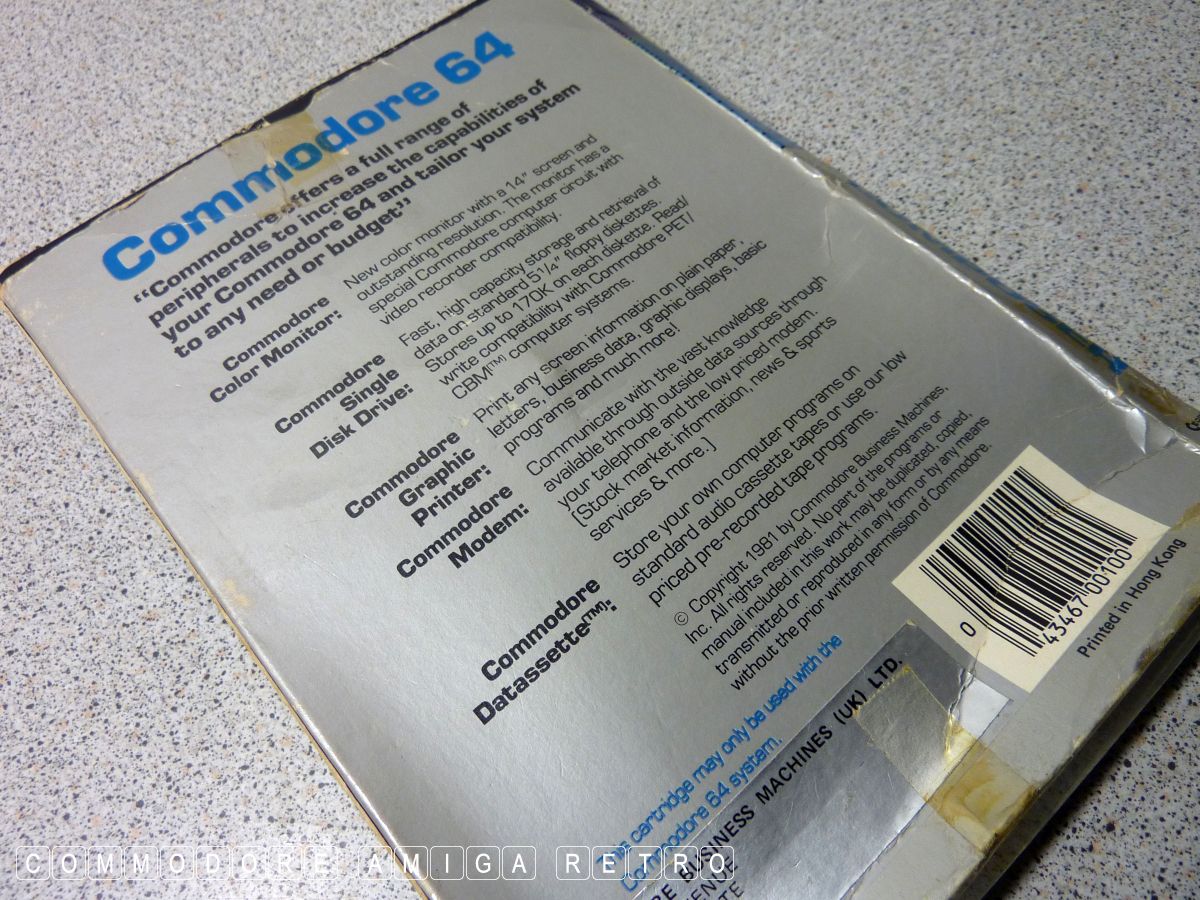 Commodore 64
"Commodore offers a full range of
peripherals to increase the capabilities of
your Commodore 64 and tailor your system
to any need or budget"
Commodore
Color Monitor:
New color monitor with a 14" screen and
outstanding resolution. The monitor has a
special Commodore computer circuit with
video recorder compatibility.
Commodore
Single
Disk Drive:
Fast, high capacity storage and retrieval of
data on standard 5¼" floppy diskettes.
Stores up to 170K on each diskette. Read/
write compatibility with Commodore PET/
CBM(TM) computer systems.
Commodore
Graphic
Printer:
Print any screen information on plain paper,
letters, business data, graphic displays, basic
programs and much more!
Commodore
Modem:
Communicate with the vast knowledge
available through outside data sources through
your telephone and the low priced modem.
[Stock market information, news & sports
services & more.]
Commodore
Datassette(TM):
Store your own computer programs on
standard audio cassette tapes or use our low
priced pre-recorded tape programs.
© Copyright 1981 by Commodore Business Machines,
Inc. All rights reserved. No part of the programs or
manual included in this work may be duplicated, copied,
transmitted or reproduced in any form or by any means
without the prior written permission of Commodore.
0 43467 00100
Printed in Hong Kong
The cartridge may only be used with the
Commodore 64 system.
RE BUSINESS MACHINES (UK) LTD.
ENUE
COMMODORE AMIGA RETRO